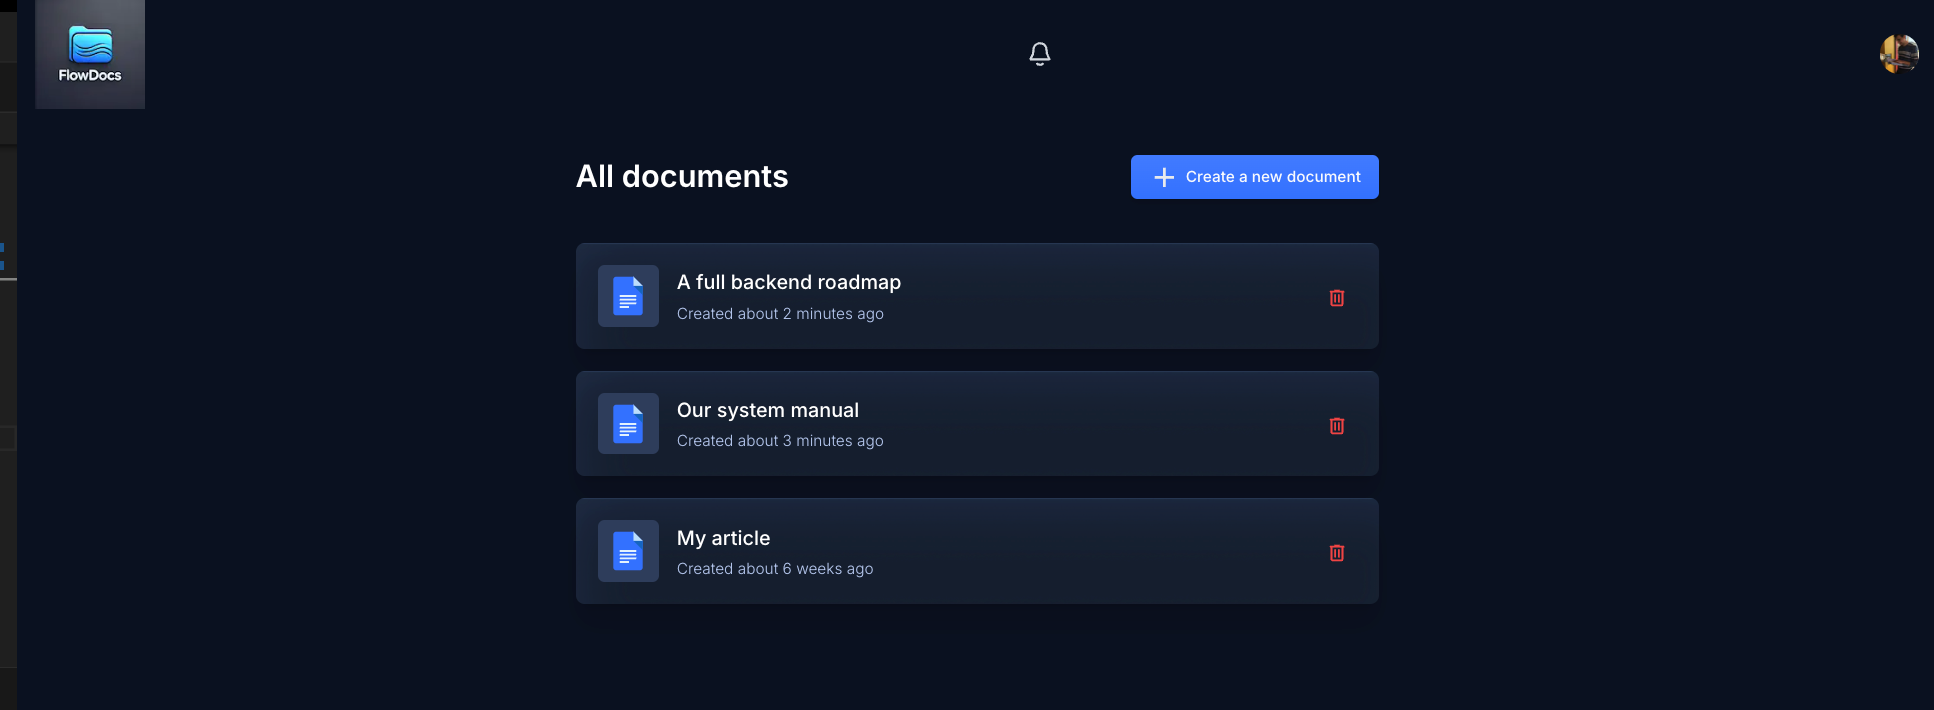 FlowDocs
All documents
Create a new document
A full backend roadmap
Created about 2 minutes ago
Our system manual
Created about 3 minutes ago
My article
Created about 6 weeks ago